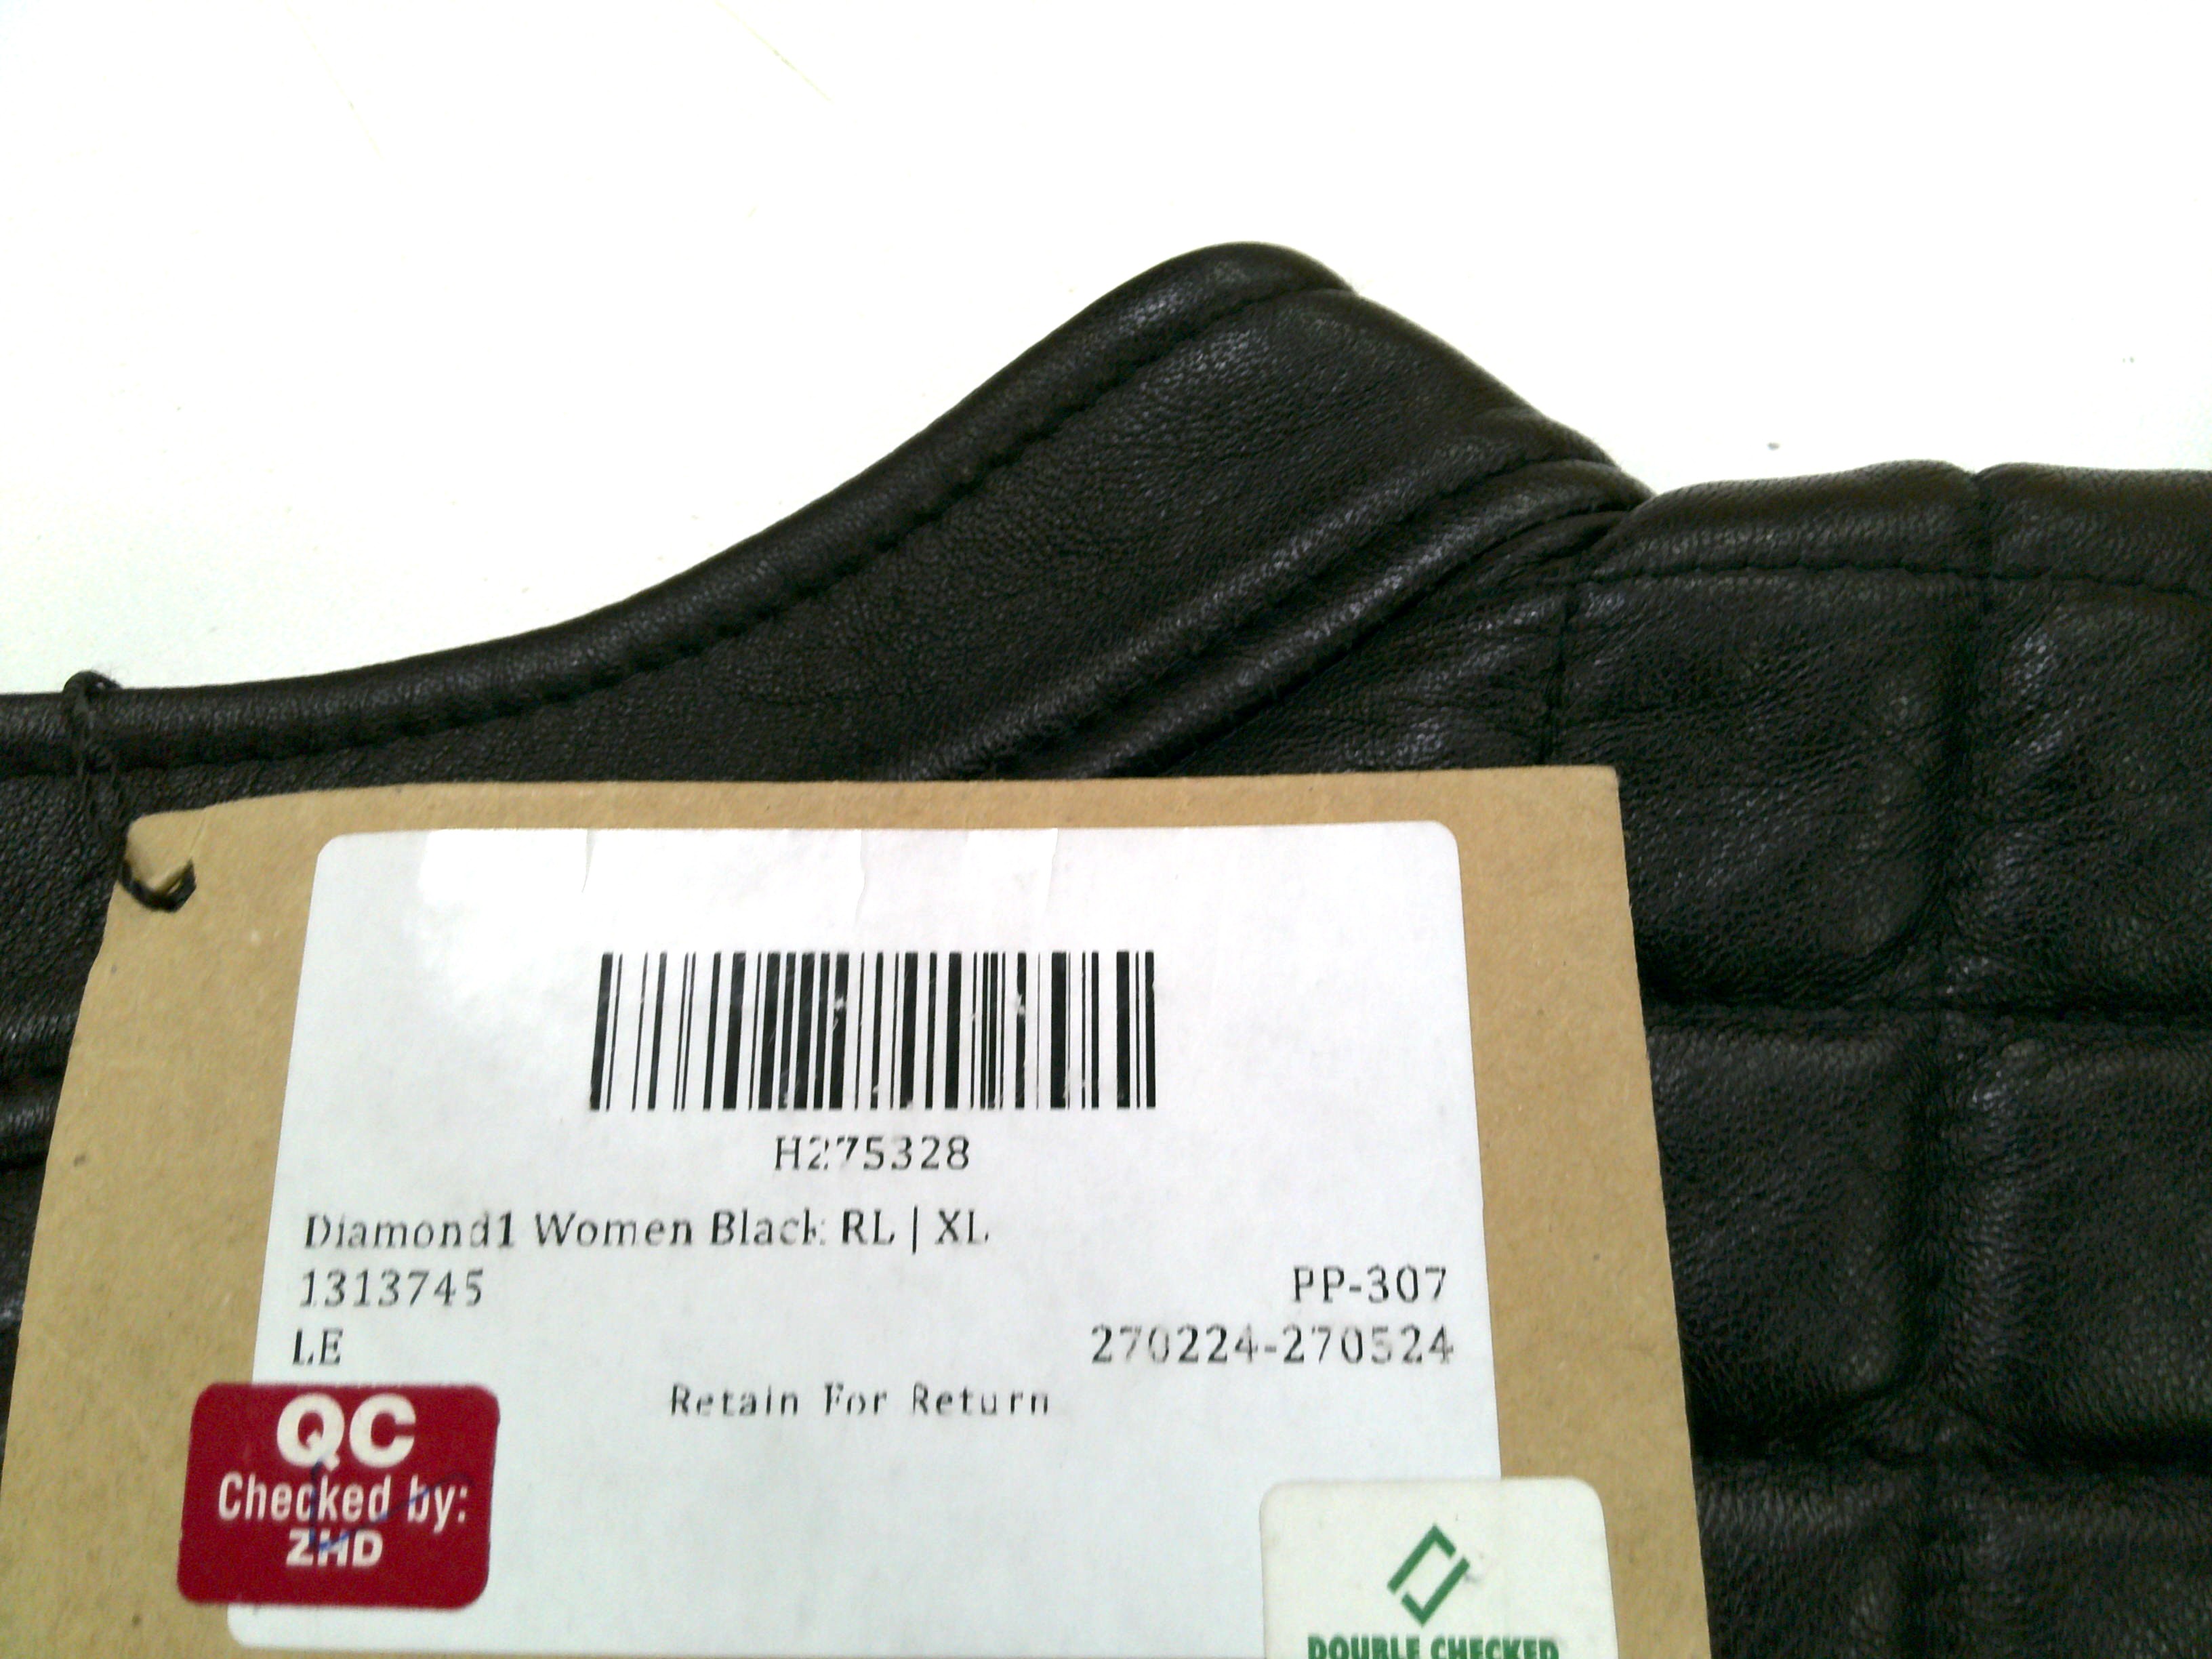 H275328
Diamond1 Women Black RL | XL
1313745
PP-307
LE
270224-270524
Retain For Return
QC
Checked by:
ZHD
DOUBLE CHECKED